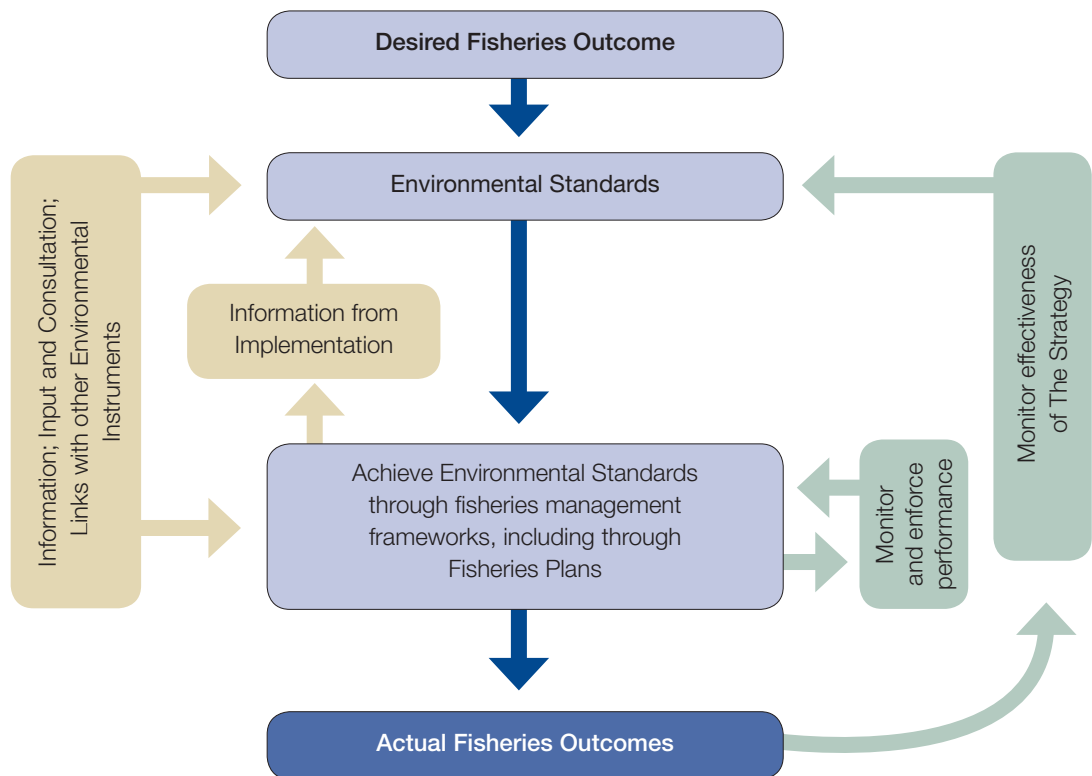 Desired Fisheries Outcome
Environmental Standards
Information; Input and Consultation;
Links with other Environmental
Instruments
Information from
Implementation
Achieve Environmental Standards
through fisheries management
frameworks, including through
Fisheries Plans
Monitor
and enforce
performance
Monitor effectiveness
of The Strategy
Actual Fisheries Outcomes